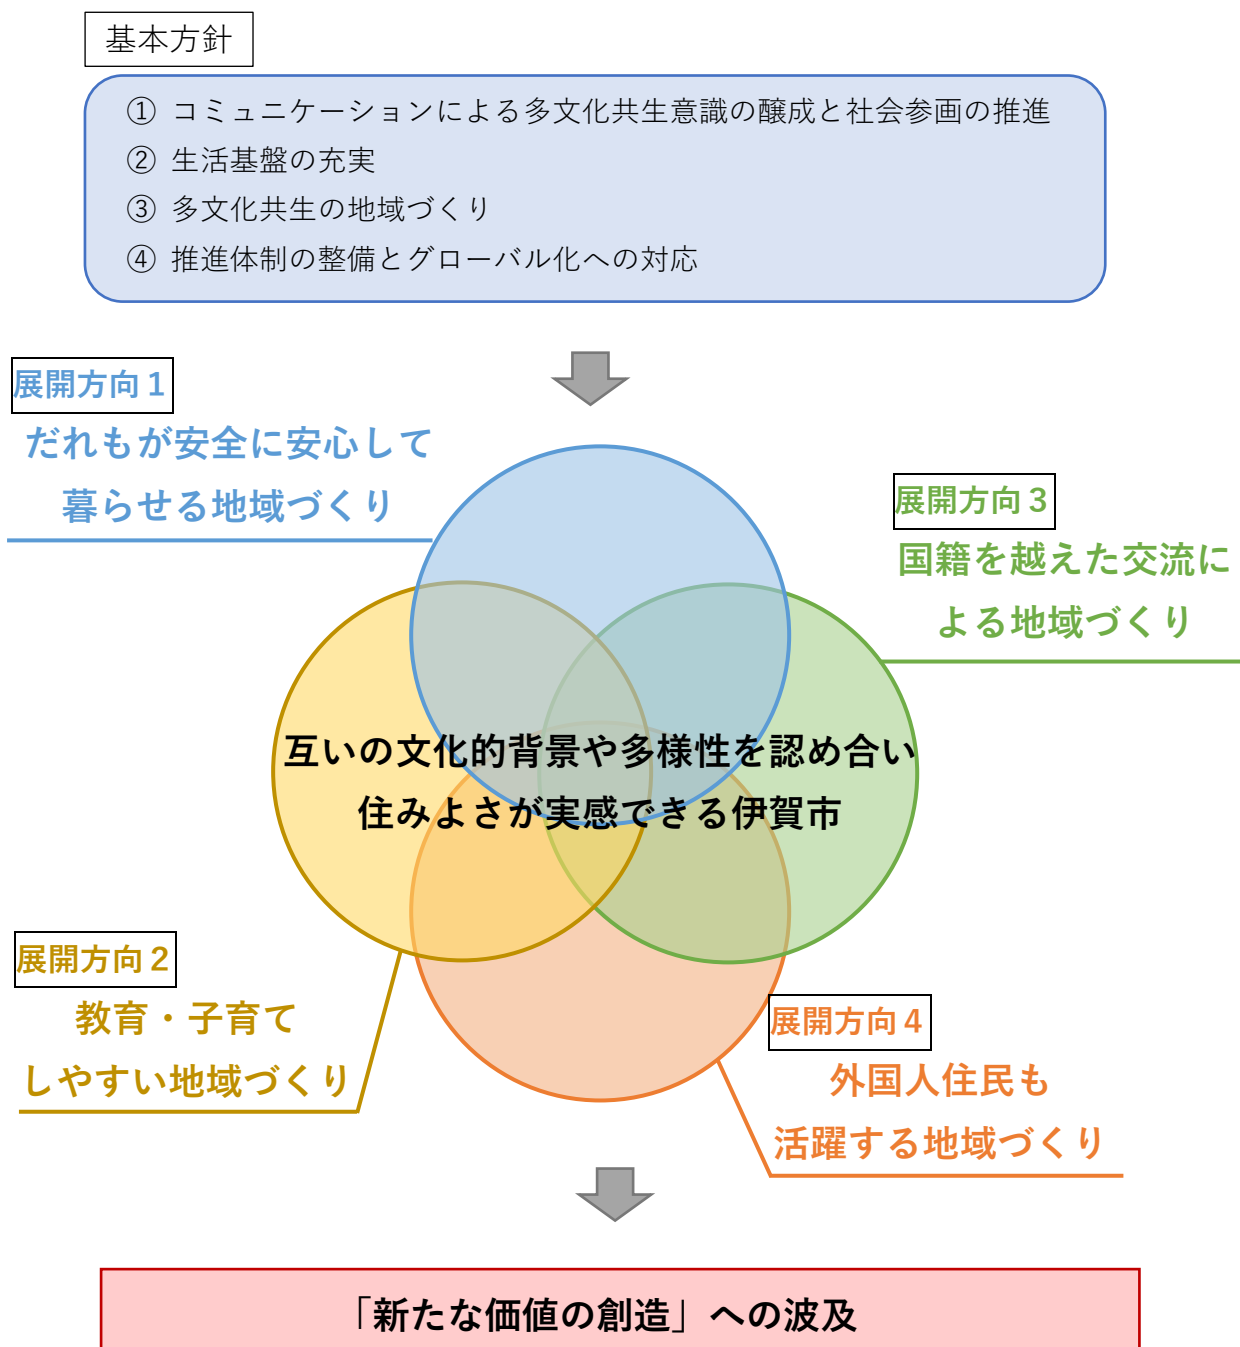 基本方針
① コミュニケーションによる多文化共生意識の醸成と社会参画の推進
② 生活基盤の充実
③ 多文化共生の地域づくり
④ 推進体制の整備とグローバル化への対応
展開方向１
だれもが安全に安心して
暮らせる地域づくり
展開方向３
国籍を越えた交流に
よる地域づくり
互いの文化的背景や多様性を認め合い
住みよさが実感できる伊賀市
展開方向２
教育・子育て
しやすい地域づくり
展開方向４
外国人住民も
活躍する地域づくり
「新たな価値の創造」への波及